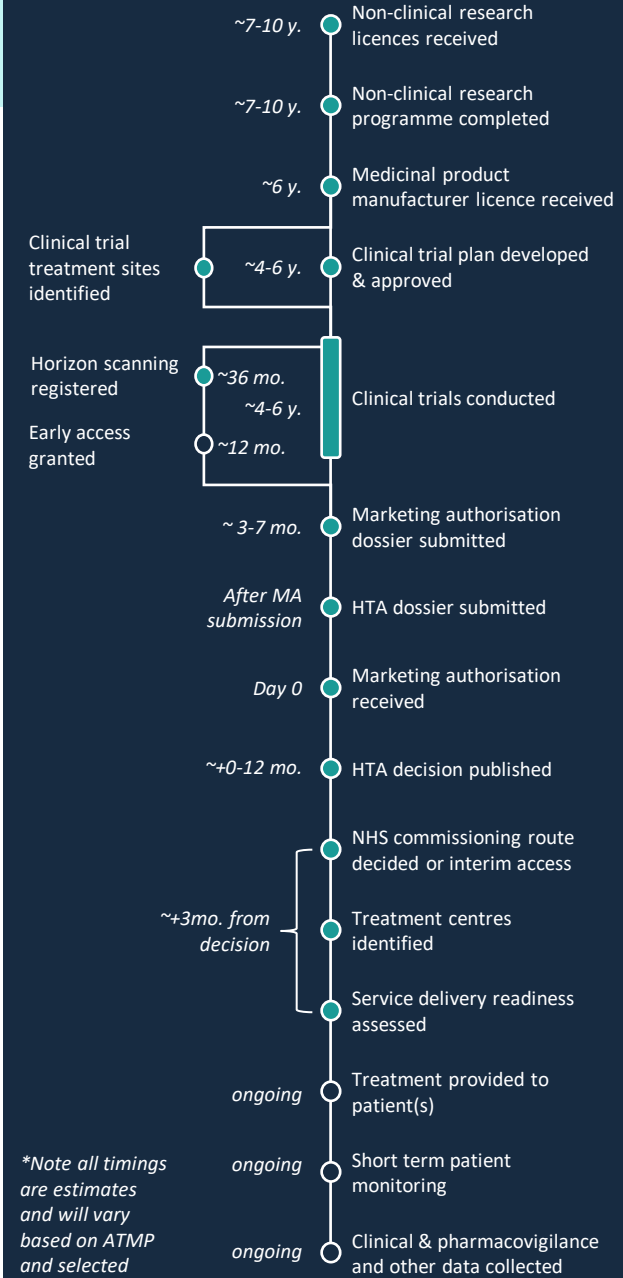 ~7-10 y.
Non-clinical research
licences received
~7-10 y.
Non-clinical research
programme completed
~6 y.
Medicinal product
manufacturer licence received
Clinical trial
treatment sites
identified
~4-6 y.
Clinical trial plan developed
& approved
Horizon scanning
registered
~36 mo.
~4-6 y.
Clinical trials conducted
Early access
granted
~12 mo.
~ 3-7 mo.
Marketing authorisation
dossier submitted
After MA
submission
HTA dossier submitted
Day 0
Marketing authorisation
received
~+0-12 mo.
HTA decision published
NHS commissioning route
decided or interim access
~+3mo. from
decision
Treatment centres
identified
Service delivery readiness
assessed
ongoing
Treatment provided to
patient(s)
ongoing
Short term patient
monitoring
ongoing
Clinical & pharmacovigilance
and other data collected
*Note all timings
are estimates
and will vary
based on ATMP
and selected